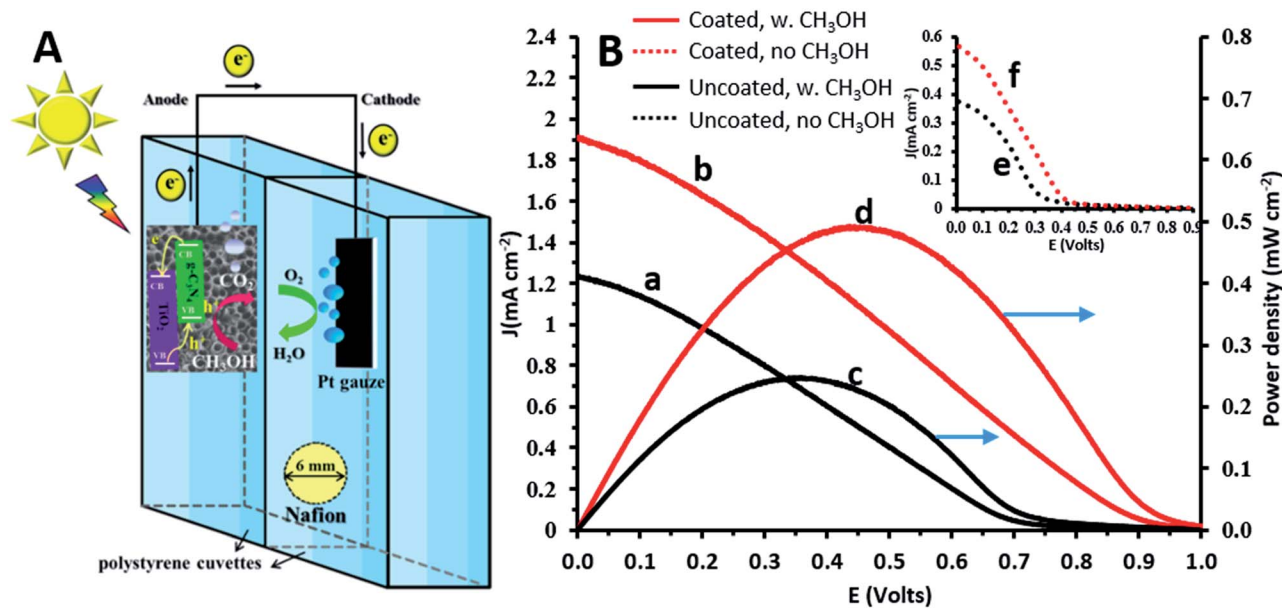 A
e⁻
Anode
Cathode
e⁻
e⁻
e
CB
CB
g-C₃N₄
TiO₂
VB
h⁺
VB
h⁺
CO₂
CH₃OH
O₂
H₂O
Pt gauze
6 mm
Nafion
polystyrene cuvettes
B
Coated, w. CH₃OH
Coated, no CH₃OH
Uncoated, w. CH₃OH
Uncoated, no CH₃OH
J(mA cm⁻²)
2.4
2.2
2
1.8
1.6
1.4
1.2
1
0.8
0.6
0.4
0.2
0
0.0 0.1 0.2 0.3 0.4 0.5 0.6 0.7 0.8 0.9 1.0
E (Volts)
a
b
c
d
0.8
0.7
0.6
0.5
0.4
0.3
0.2
0.1
0.0
Power density (mW cm⁻²)
J(mA cm⁻²)
0.6
0.5
0.4
0.3
0.2
0.1
0
f
e
0.0 0.1 0.2 0.3 0.4 0.5 0.6 0.7 0.8 0.9
E (Volts)